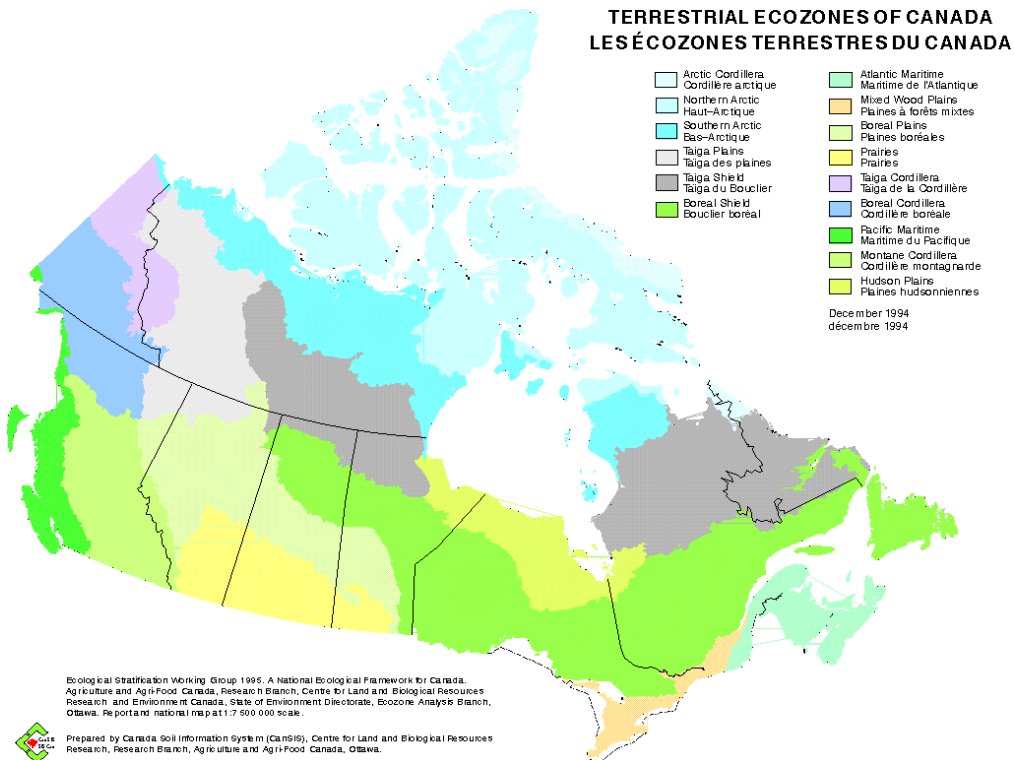 TERRESTRIAL ECOZONES OF CANADA
LES ÉCOZONES TERRESTRES DU CANADA
Arctic Cordillera
Cordillère arctique
Northern Arctic
Haut–Arctique
Southern Arctic
Bas–Arctique
Taiga Plains
Taïga des plaines
Taiga Shield
Taïga du Bouclier
Boreal Shield
Bouclier boréal
Atlantic Maritime
Maritime de l'Atlantique
Mixed Wood Plains
Plaines à forêts mixtes
Boreal Plains
Plaines boréales
Prairies
Prairies
Taiga Cordillera
Taïga de la Cordillère
Boreal Cordillera
Cordillère boréale
Pacific Maritime
Maritime du Pacifique
Montane Cordillera
Cordillère montagnarde
Hudson Plains
Plaines hudsonniennes
December 1994
décembre 1994
Ecological Stratification Working Group 1995. A National Ecological Framework for Canada.
Agriculture and Agri-Food Canada, Research Branch, Centre for Land and Biological Resources
Research and Environment Canada, State of Environment Directorate, Ecozone Analysis Branch,
Ottawa. Report and national map at 1:7 500 000 scale.
Prepared by Canada Soil Information System (CanSIS), Centre for Land and Biological Resources
Research, Research Branch, Agriculture and Agri-Food Canada, Ottawa.